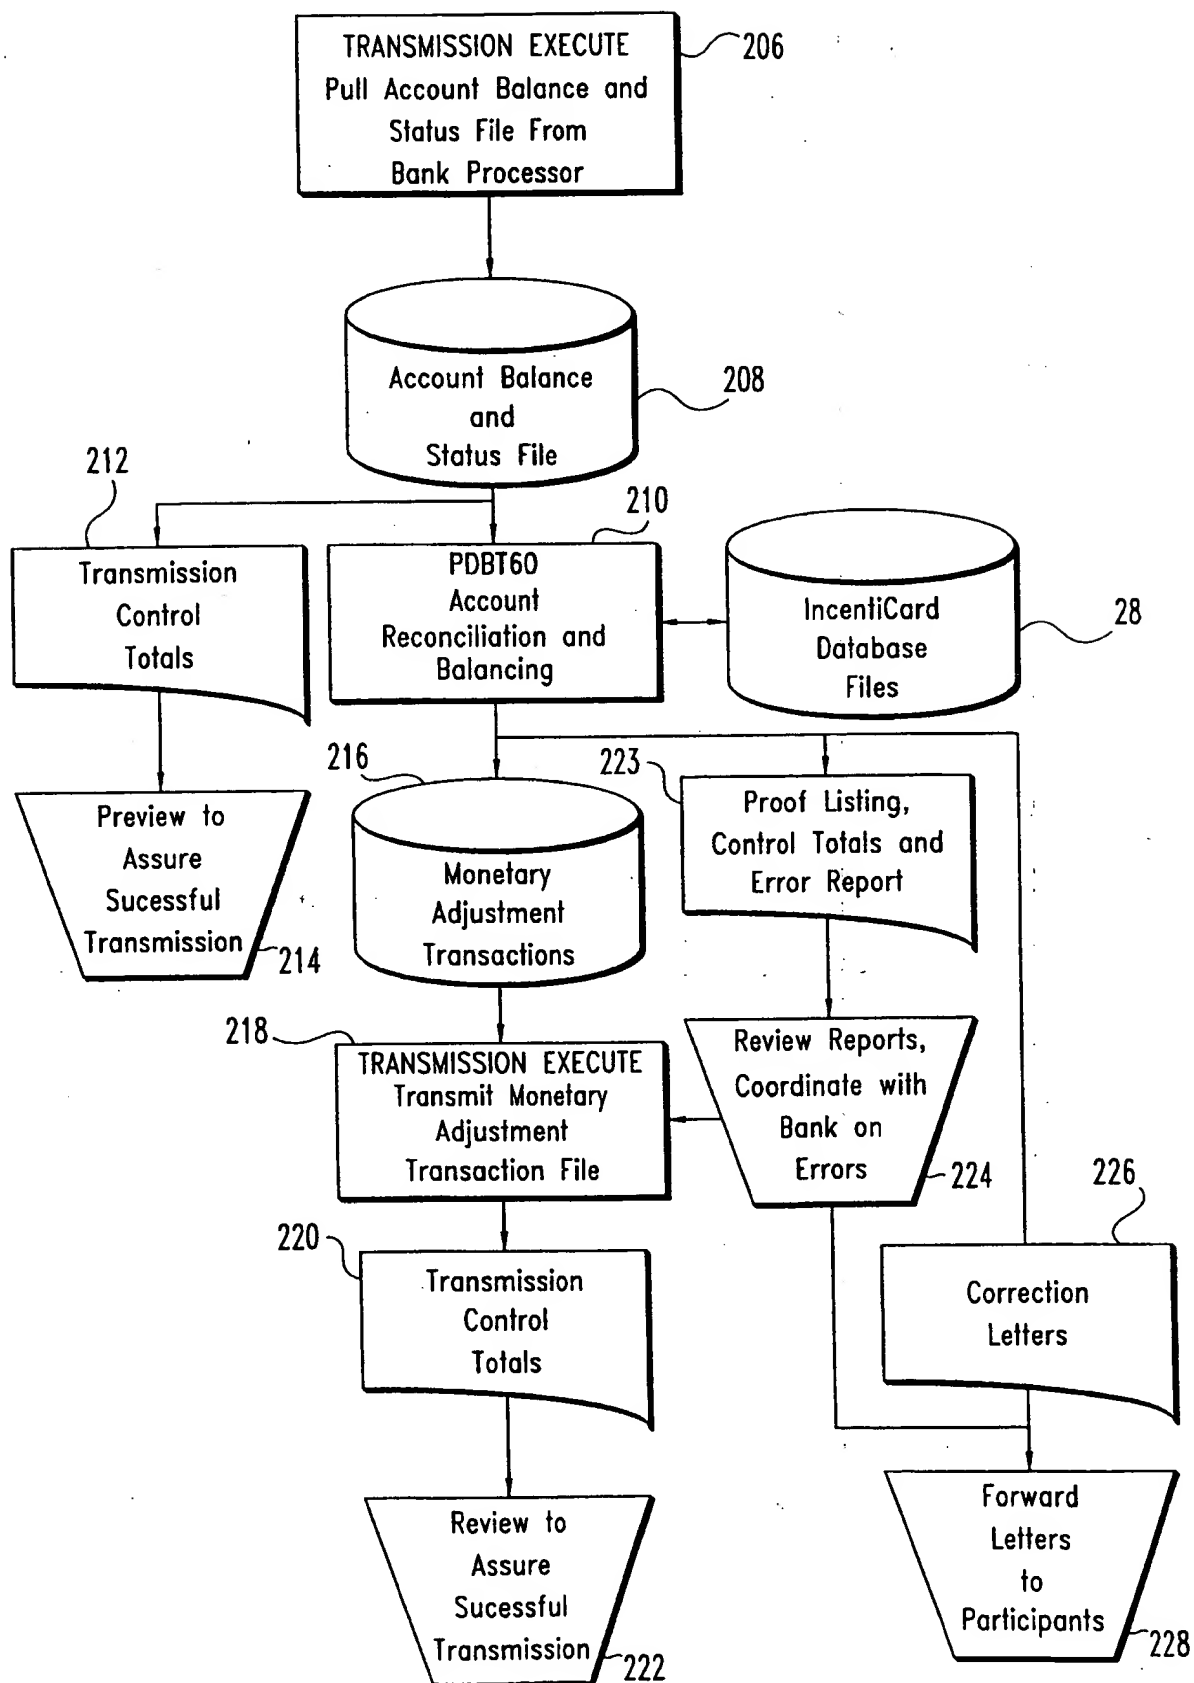 TRANSMISSION EXECUTE
Pull Account Balance and
Status File From
Bank Processor
206
Account Balance
and
Status File
208
212
Transmission
Control
Totals
210
PDBT60
Account
Reconciliation and
Balancing
IncentiCard
Database
Files
28
Preview to
Assure
Sucessful
Transmission
214
216
Monetary
Adjustment
Transactions
223
Proof Listing,
Control Totals and
Error Report
218
TRANSMISSION EXECUTE
Transmit Monetary
Adjustment
Transaction File
Review Reports,
Coordinate with
Bank on
Errors
224
220
Transmission
Control
Totals
226
Correction
Letters
Review to
Assure
Sucessful
Transmission
222
Forward
Letters
to
Participants
228